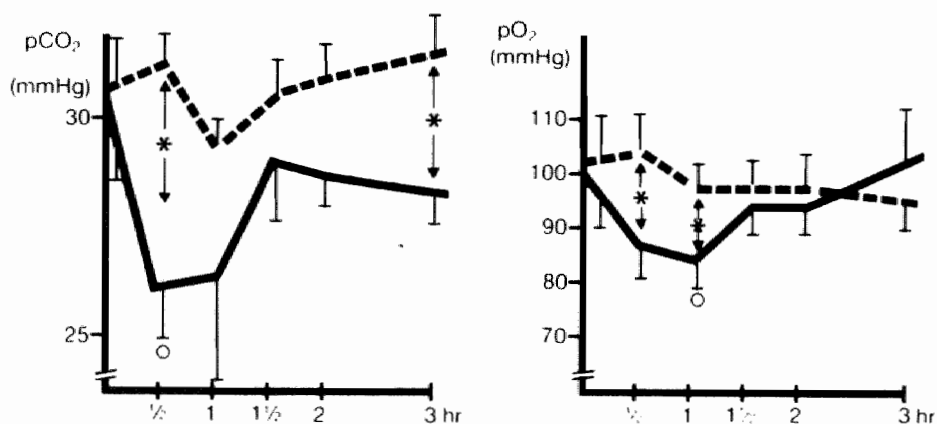 pCO₂
(mmHg)
30
25
½ 1 1½ 2 3 hr
pO₂
(mmHg)
110
100
90
80
70
½ 1 1½ 2 3 hr